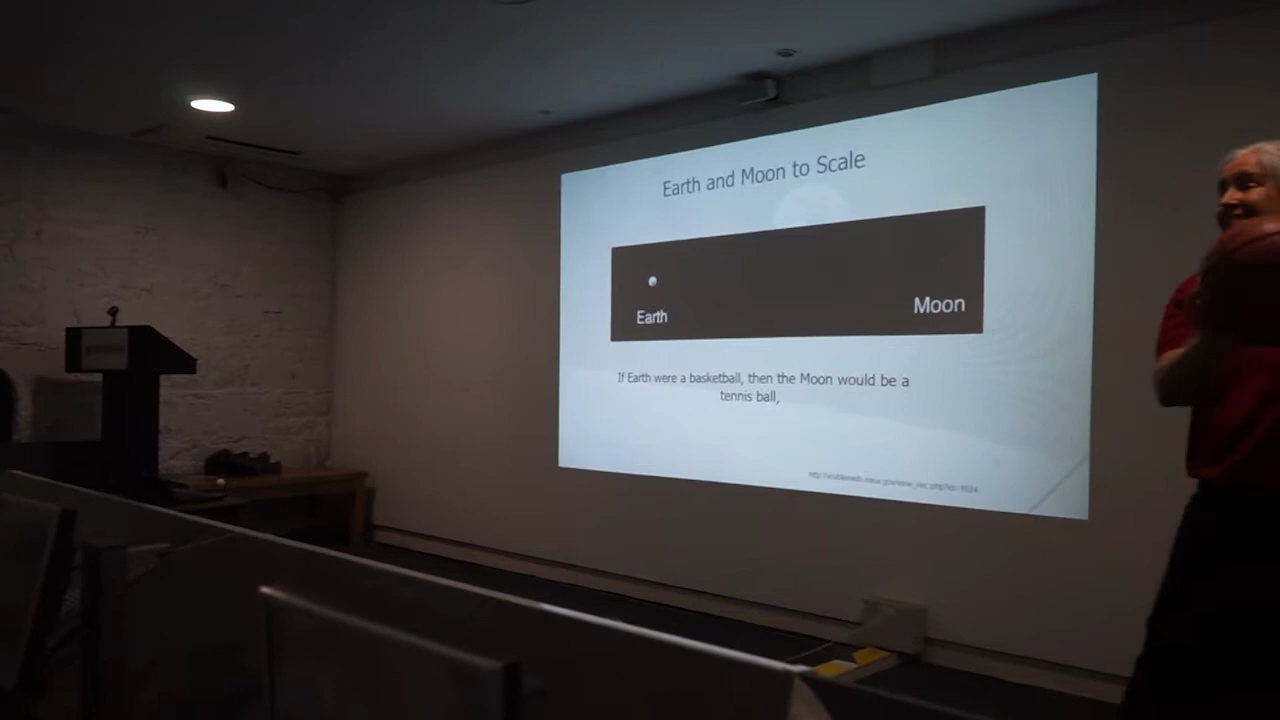 Earth and Moon to Scale
Earth
Moon
If Earth were a basketball, then the Moon would be a
tennis ball,